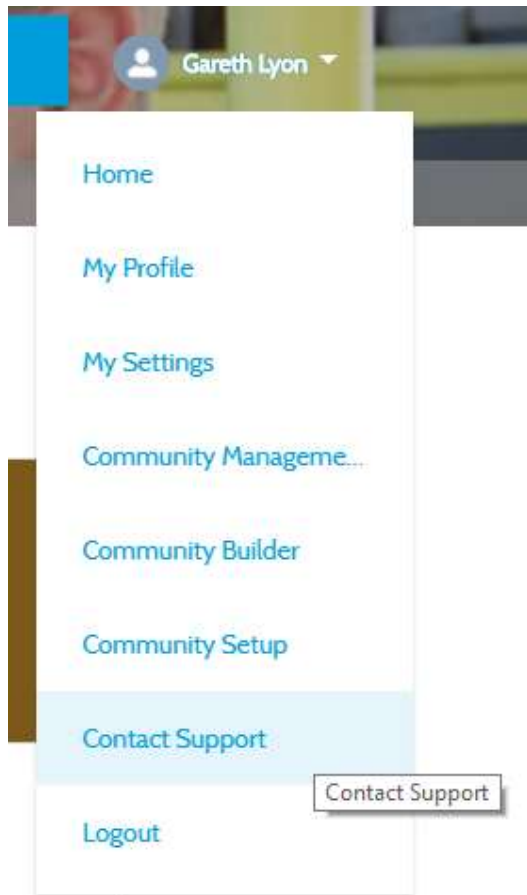 Gareth Lyon
Home
My Profile
My Settings
Community Manageme...
Community Builder
Community Setup
Contact Support
Contact Support
Logout